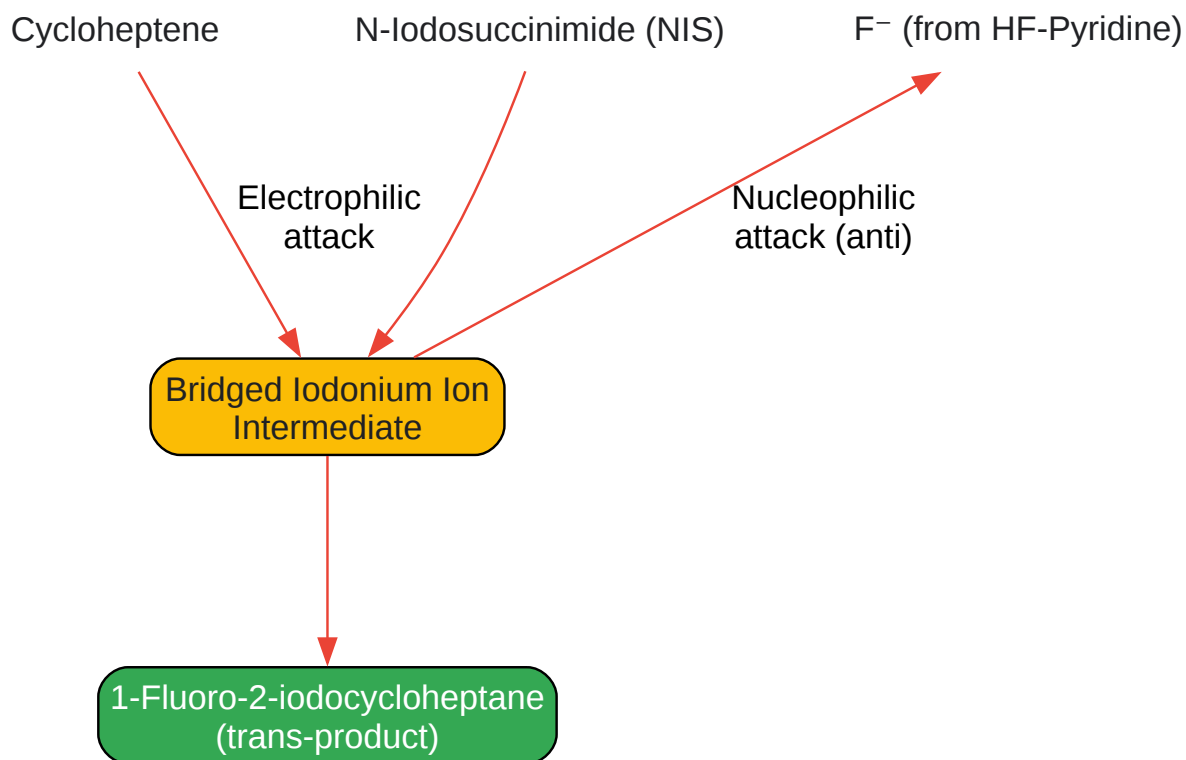 Cycloheptene
N-Iodosuccinimide (NIS)
F⁻ (from HF-Pyridine)
Electrophilic
attack
Nucleophilic
attack (anti)
Bridged Iodonium Ion
Intermediate
1-Fluoro-2-iodocycloheptane
(trans-product)